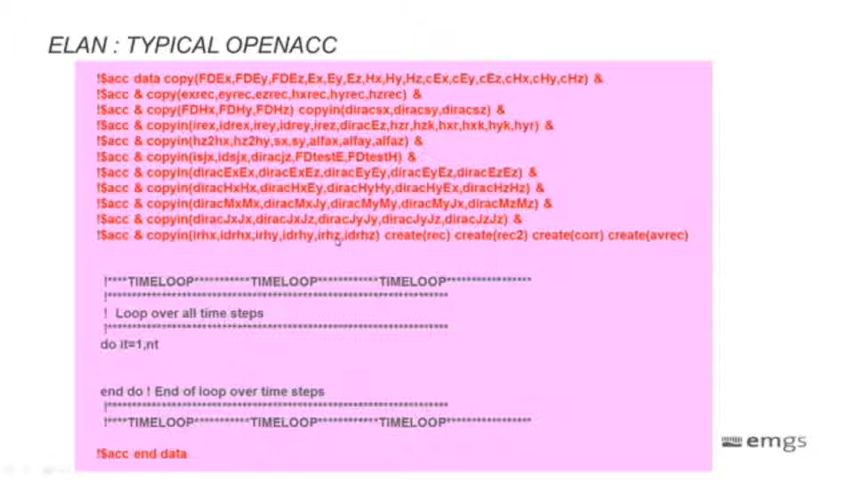 ELAN : TYPICAL OPENACC
!$acc data copy(FDEx,FDEy,FDEz,Ex,Ey,Ez,Hx,Hy,Hz,cEx,cEy,cEz,cHx,cHy,cHz) &
!$acc & copy(exrec,eyrec,ezrec,hxrec,hyrec,hzrec) &
!$acc & copy(FDHx,FDHy,FDHz) copyin(diracsx,diracsy,diracsz) &
!$acc & copyin(irex,idrex,irey,idrey,irez,diracEz,hzr,hzk,hxr,hxk,hyk,hyr) &
!$acc & copyin(hz2hx,hz2hy,sx,sy,alfax,alfay,alfaz) &
!$acc & copyin(isjx,idsjx,diracjz,FDtestE,FDtestH) &
!$acc & copyin(diracExEx,diracExEz,diracEyEy,diracEyEz,diracEzEz) &
!$acc & copyin(diracHxHx,diracHxEy,diracHyHy,diracHyEx,diracHzHz) &
!$acc & copyin(diracMxMx,diracMxJy,diracMyMy,diracMyJx,diracMzMz) &
!$acc & copyin(diracJxJx,diracJxJz,diracJyJy,diracJyJz,diracJzJz) &
!$acc & copyin(irhx,idrhx,irhy,idrhy,irhz,idrhz) create(rec) create(rec2) create(corr) create(avrec)
!****TIMELOOP***********TIMELOOP************TIMELOOP*****************
!********************************************************************
! Loop over all time steps
!********************************************************************
do it=1,nt
end do ! End of loop over time steps
!********************************************************************
!****TIMELOOP***********TIMELOOP************TIMELOOP*****************
!$acc end data
emgs